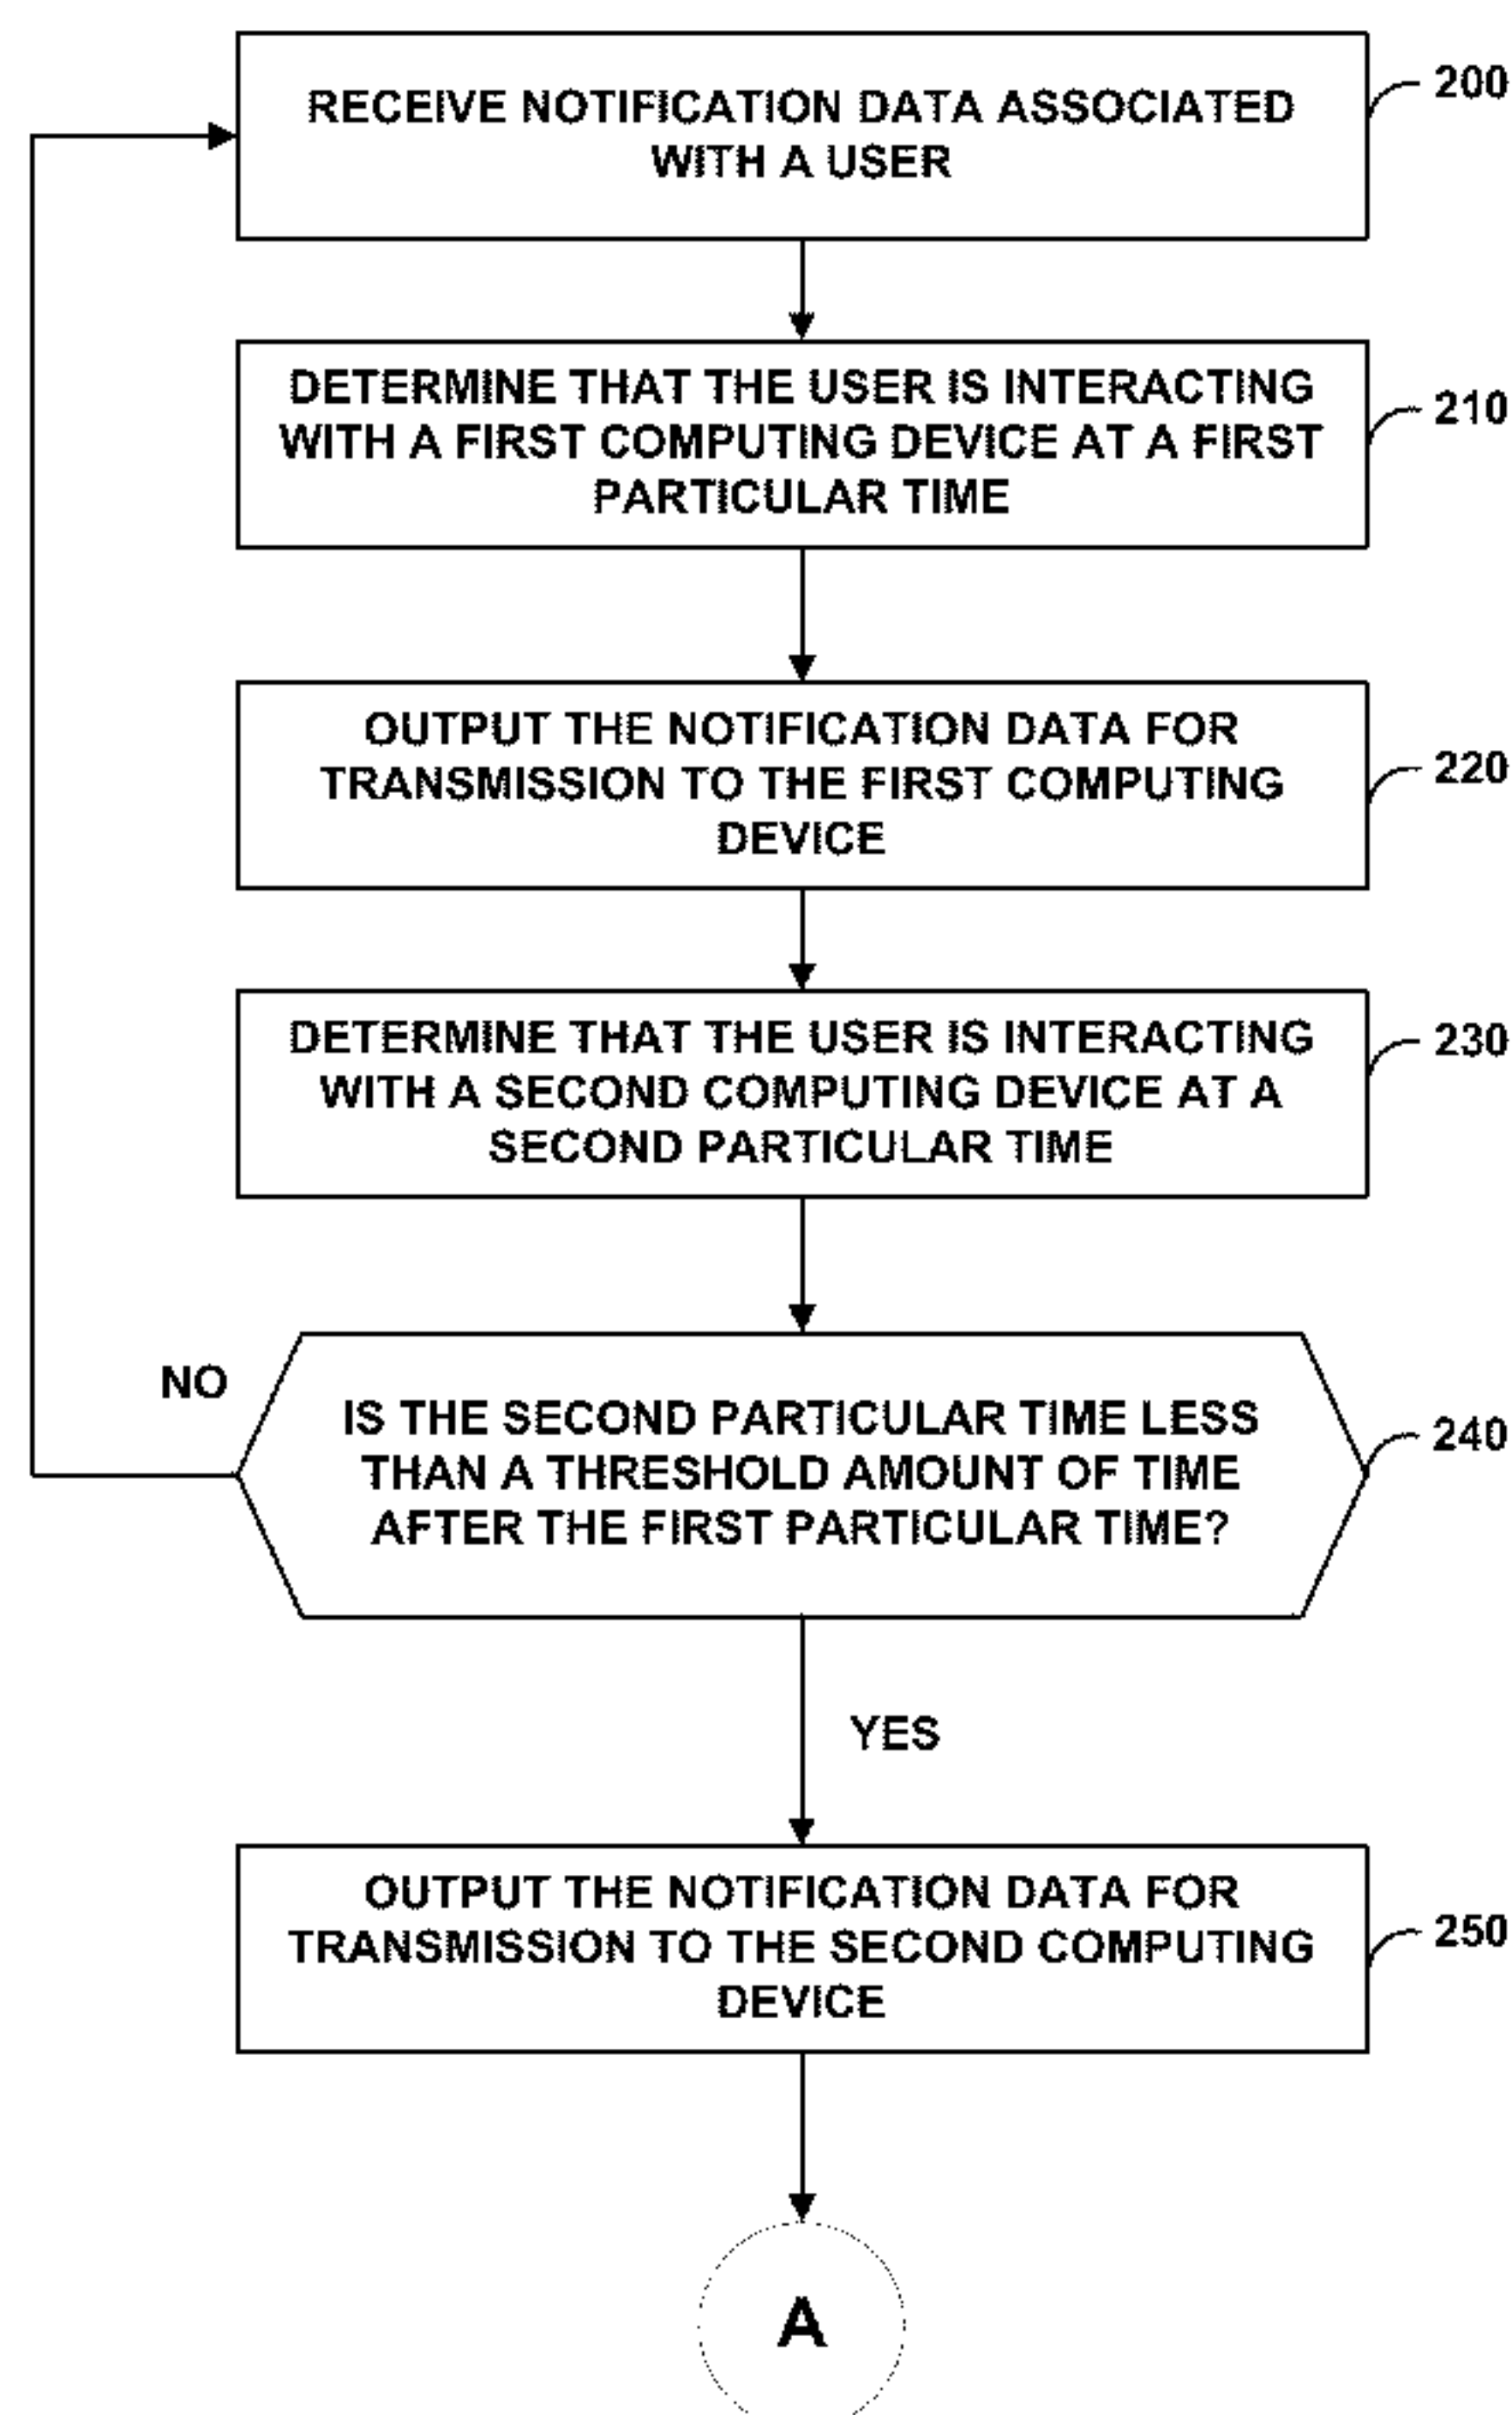 RECEIVE NOTIFICATION DATA ASSOCIATED
WITH A USER
200
DETERMINE THAT THE USER IS INTERACTING
WITH A FIRST COMPUTING DEVICE AT A FIRST
PARTICULAR TIME
210
OUTPUT THE NOTIFICATION DATA FOR
TRANSMISSION TO THE FIRST COMPUTING
DEVICE
220
DETERMINE THAT THE USER IS INTERACTING
WITH A SECOND COMPUTING DEVICE AT A
SECOND PARTICULAR TIME
230
NO
IS THE SECOND PARTICULAR TIME LESS
THAN A THRESHOLD AMOUNT OF TIME
AFTER THE FIRST PARTICULAR TIME?
240
YES
OUTPUT THE NOTIFICATION DATA FOR
TRANSMISSION TO THE SECOND COMPUTING
DEVICE
250
A